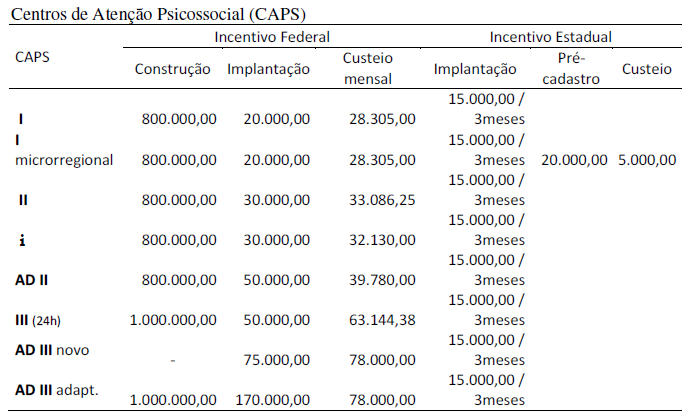 Centros de Atenção Psicossocial (CAPS)
Incentivo Federal Incentivo Estadual
CAPS Construção Implantação Custeio mensal Implantação Pré-cadastro Custeio
I 800.000,00 20.000,00 28.305,00 15.000,00 / 3meses
I microrregional 800.000,00 20.000,00 28.305,00 15.000,00 / 3meses 20.000,00 5.000,00
II 800.000,00 30.000,00 33.086,25 15.000,00 / 3meses
i 800.000,00 30.000,00 32.130,00 15.000,00 / 3meses
AD II 800.000,00 50.000,00 39.780,00 15.000,00 / 3meses
III (24h) 1.000.000,00 50.000,00 63.144,38 15.000,00 / 3meses
AD III novo - 75.000,00 78.000,00 15.000,00 / 3meses
AD III adapt. 1.000.000,00 170.000,00 78.000,00 15.000,00 / 3meses